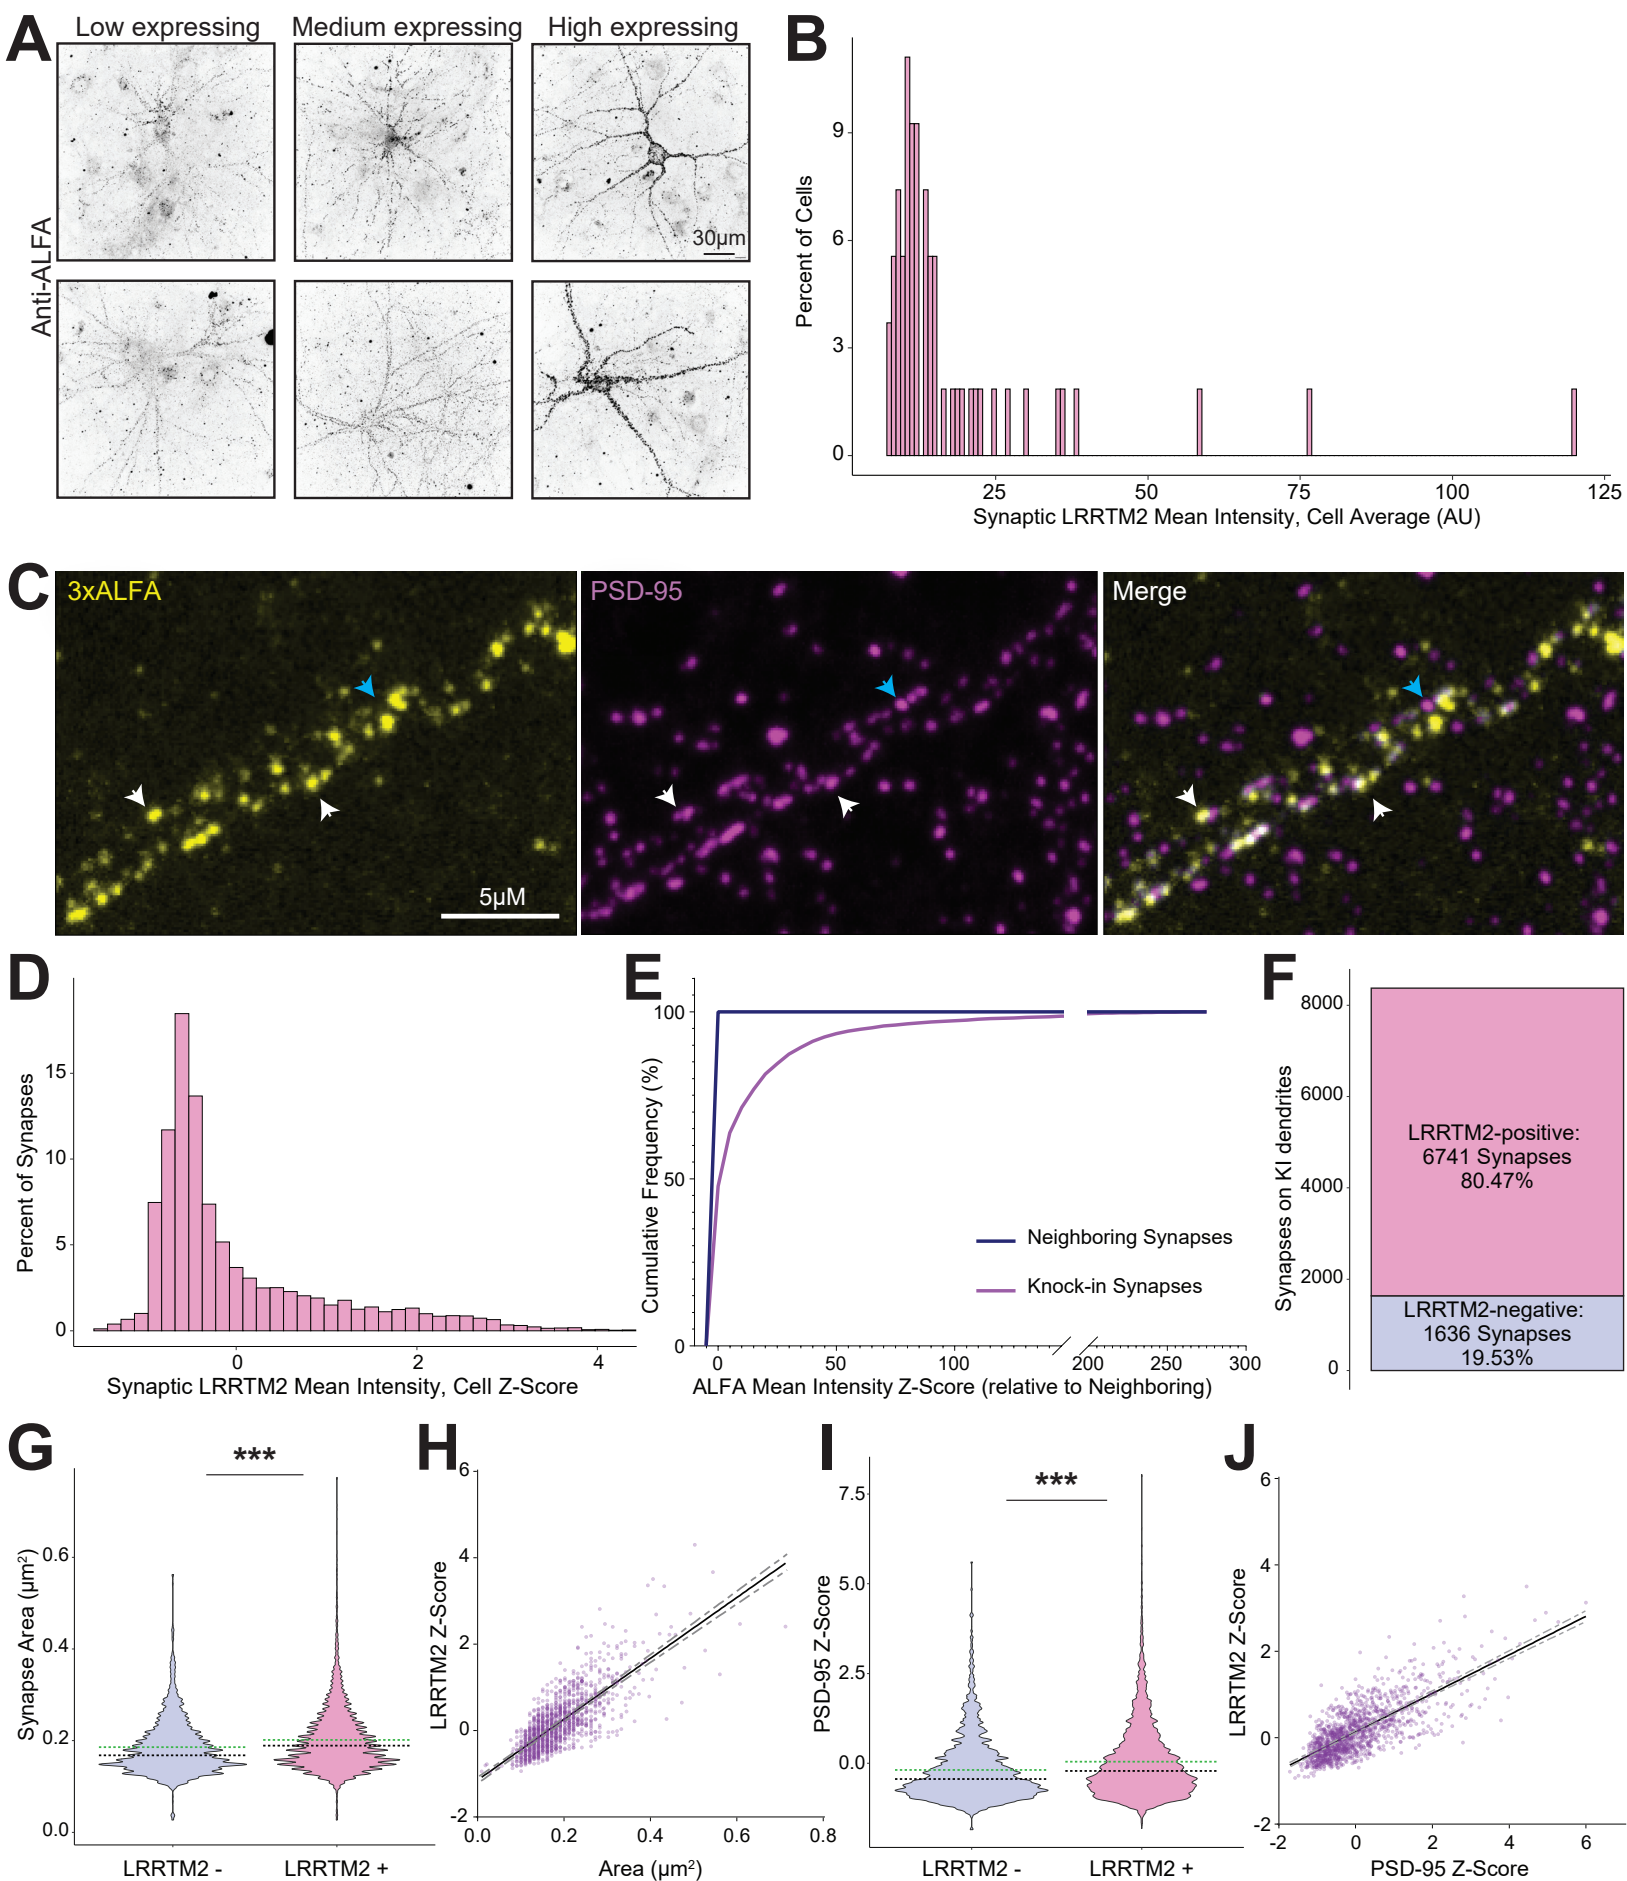 A
Low expressing
Medium expressing
High expressing
Anti-ALFA
30µm
B
Percent of Cells
9
6
3
0
25
50
75
100
125
Synaptic LRRTM2 Mean Intensity, Cell Average (AU)
C
3xALFA
PSD-95
Merge
5µM
D
Percent of Synapses
15
10
5
0
0
2
4
Synaptic LRRTM2 Mean Intensity, Cell Z-Score
E
Cumulative Frequency (%)
100
50
0
0
50
100
200
250
300
Neighboring Synapses
Knock-in Synapses
ALFA Mean Intensity Z-Score (relative to Neighboring)
F
Synapses on KI dendrites
8000
6000
4000
2000
0
LRRTM2-positive:
6741 Synapses
80.47%
LRRTM2-negative:
1636 Synapses
19.53%
G
***
Synapse Area (µm²)
0.6
0.4
0.2
0.0
LRRTM2 -
LRRTM2 +
H
LRRTM2 Z-Score
6
4
2
0
-2
0.0
0.2
0.4
0.6
0.8
Area (µm²)
I
***
PSD-95 Z-Score
7.5
5.0
2.5
0.0
LRRTM2 -
LRRTM2 +
J
LRRTM2 Z-Score
6
4
2
0
-2
-2
0
2
4
6
PSD-95 Z-Score